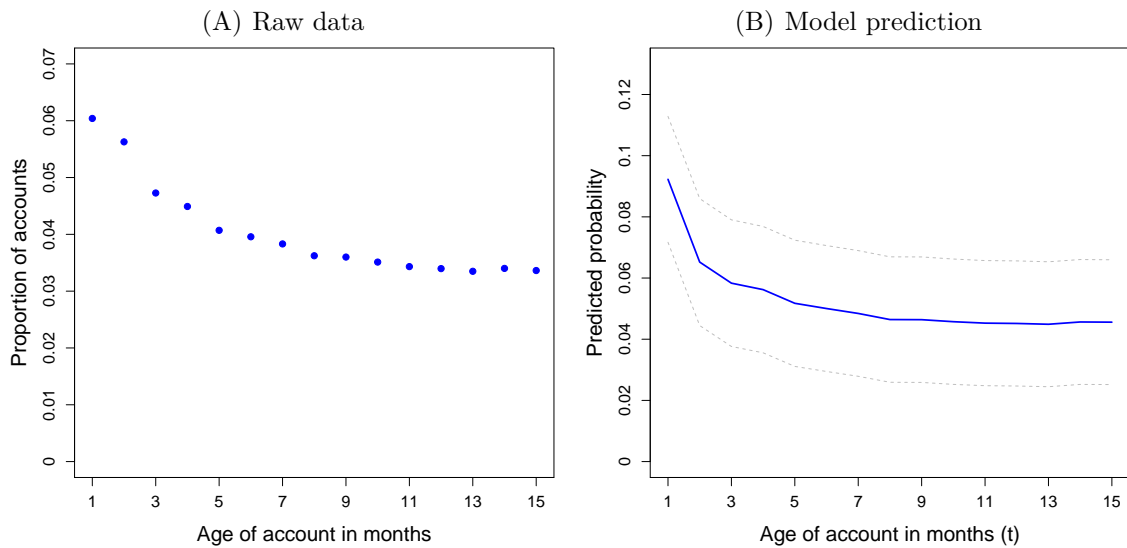 (A) Raw data
Proportion of accounts
0.07
0.06
0.05
0.04
0.03
0.02
0.01
0
1 3 5 7 9 11 13 15
Age of account in months
(B) Model prediction
Predicted probability
0.12
0.1
0.08
0.06
0.04
0.02
0
1 3 5 7 9 11 13 15
Age of account in months (t)